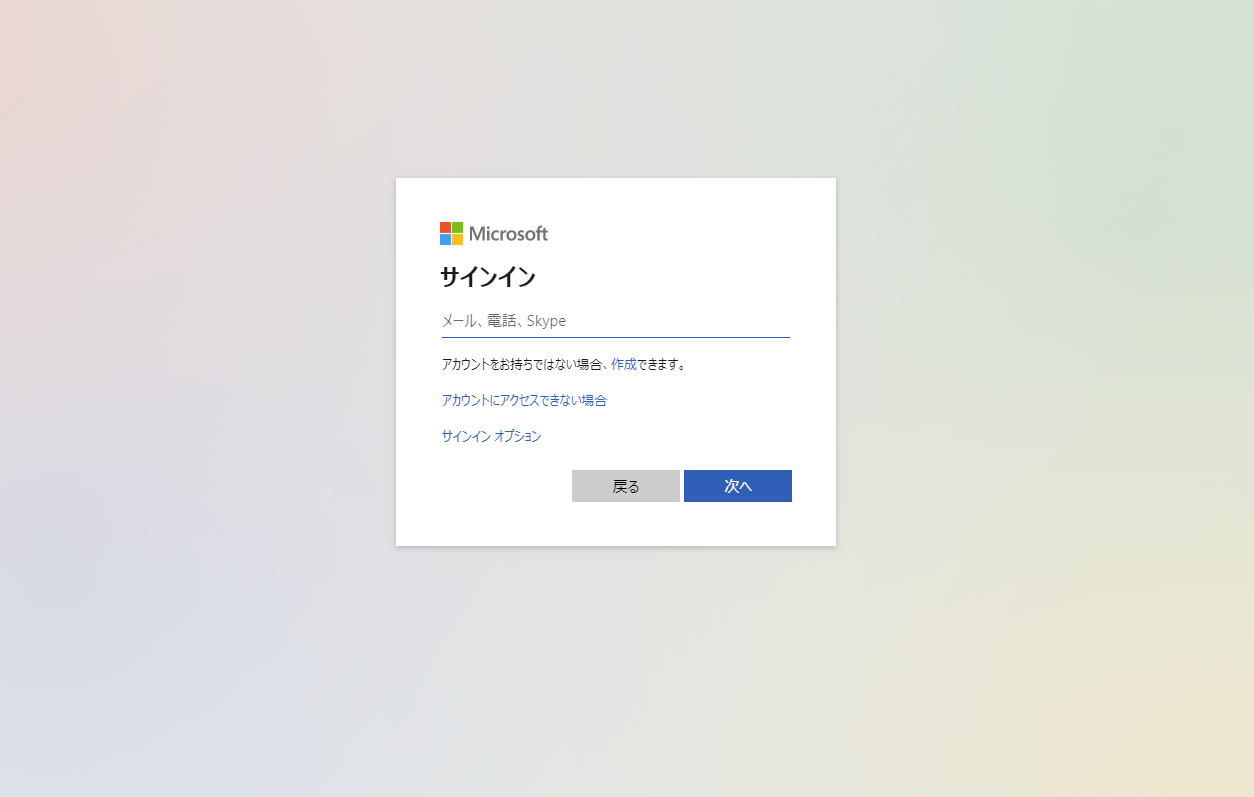 Microsoft
サインイン
メール、電話、Skype
アカウントをお持ちではない場合、作成できます。
アカウントにアクセスできない場合
サインイン オプション
戻る 次へ